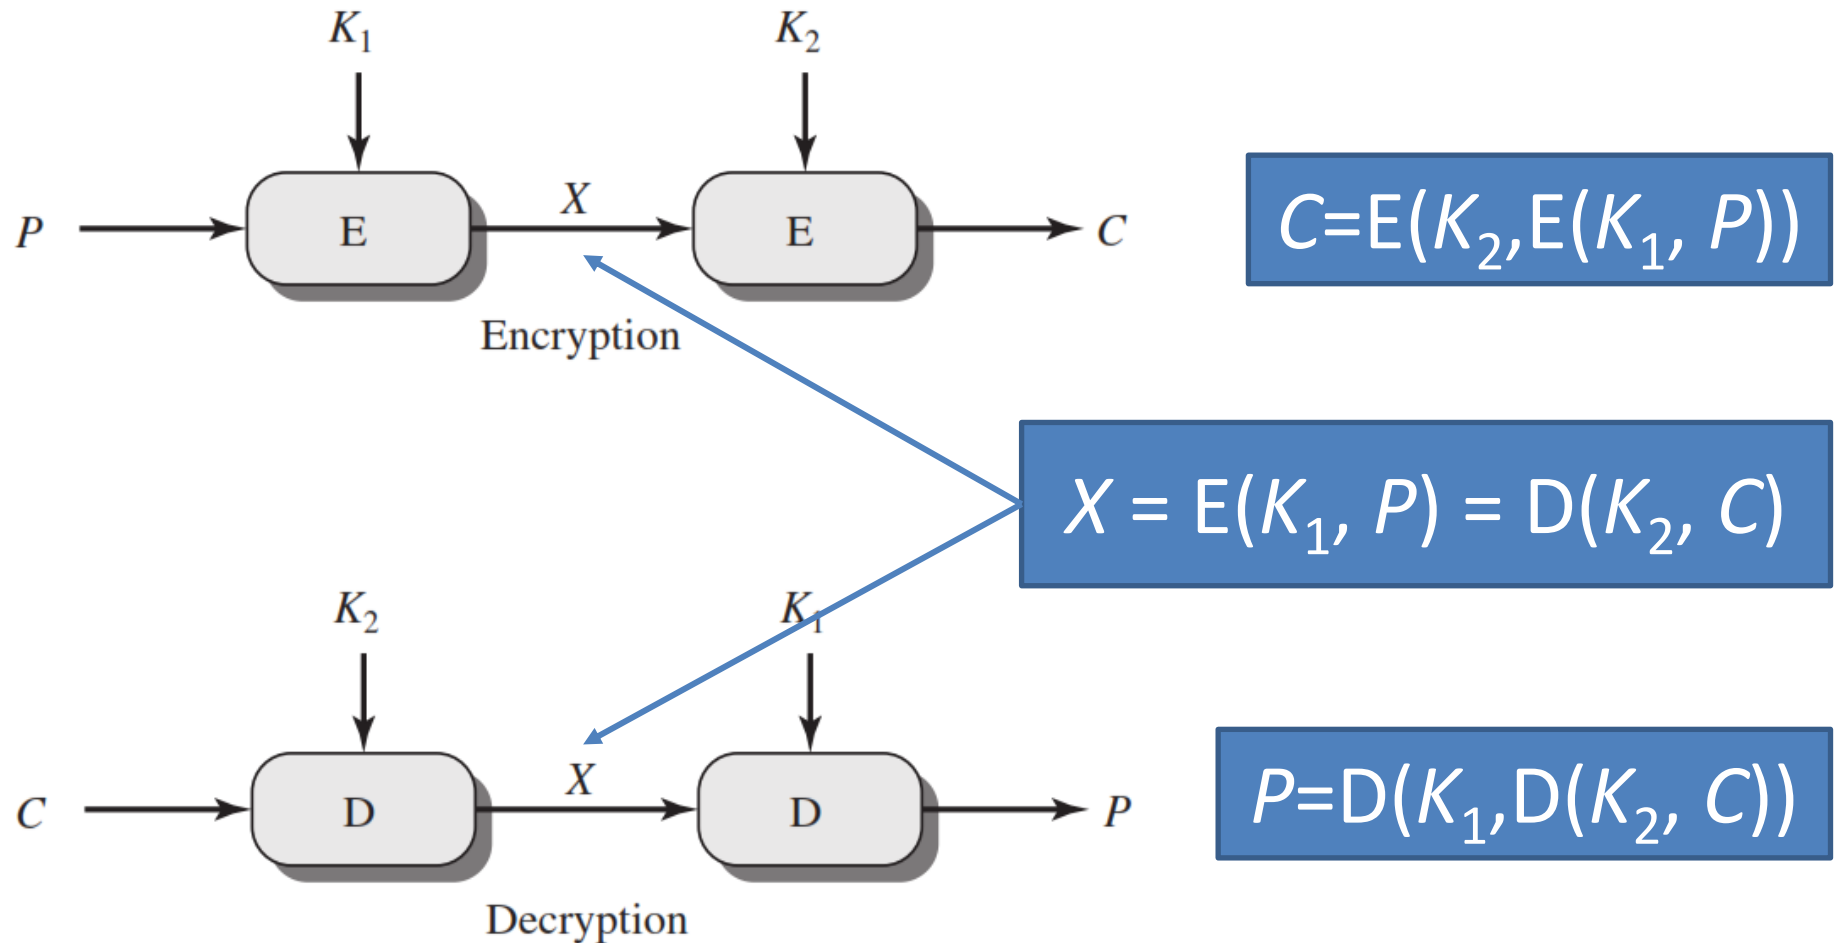 K₁ K₂
P E X E C
C=E(K₂,E(K₁, P))
Encryption
X = E(K₁, P) = D(K₂, C)
K₂ K₁
C D X D P
P=D(K₁,D(K₂, C))
Decryption